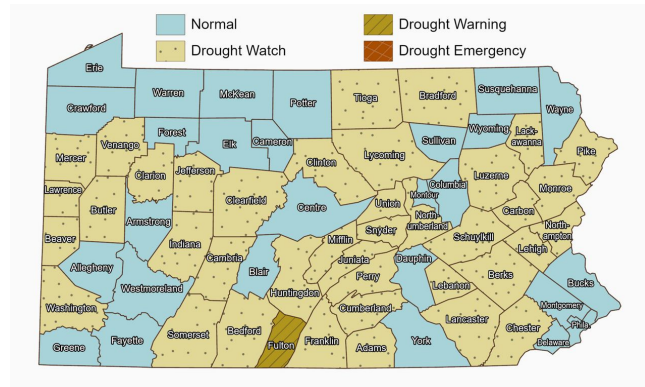 Normal
Drought Warning
Drought Watch
Drought Emergency
Erie
Crawford
Warren
McKean
Potter
Tioga
Bradford
Susquehanna
Wayne
Forest
Elk
Cameron
Sullivan
Wyoming
Lack-
awanna
Pike
Mercer
Venango
Clarion
Jefferson
Clinton
Lycoming
Columbia
Luzerne
Monroe
Lawrence
Butler
Armstrong
Clearfield
Centre
Union
Montour
North-
umberland
Carbon
North-
ampton
Beaver
Indiana
Snyder
Schuylkill
Lehigh
Allegheny
Westmoreland
Cambria
Blair
Mifflin
Juniata
Perry
Dauphin
Lebanon
Berks
Bucks
Washington
Huntingdon
Cumberland
Lancaster
Montgomery
Phila.
Greene
Fayette
Somerset
Bedford
Fulton
Franklin
Adams
York
Chester
Delaware